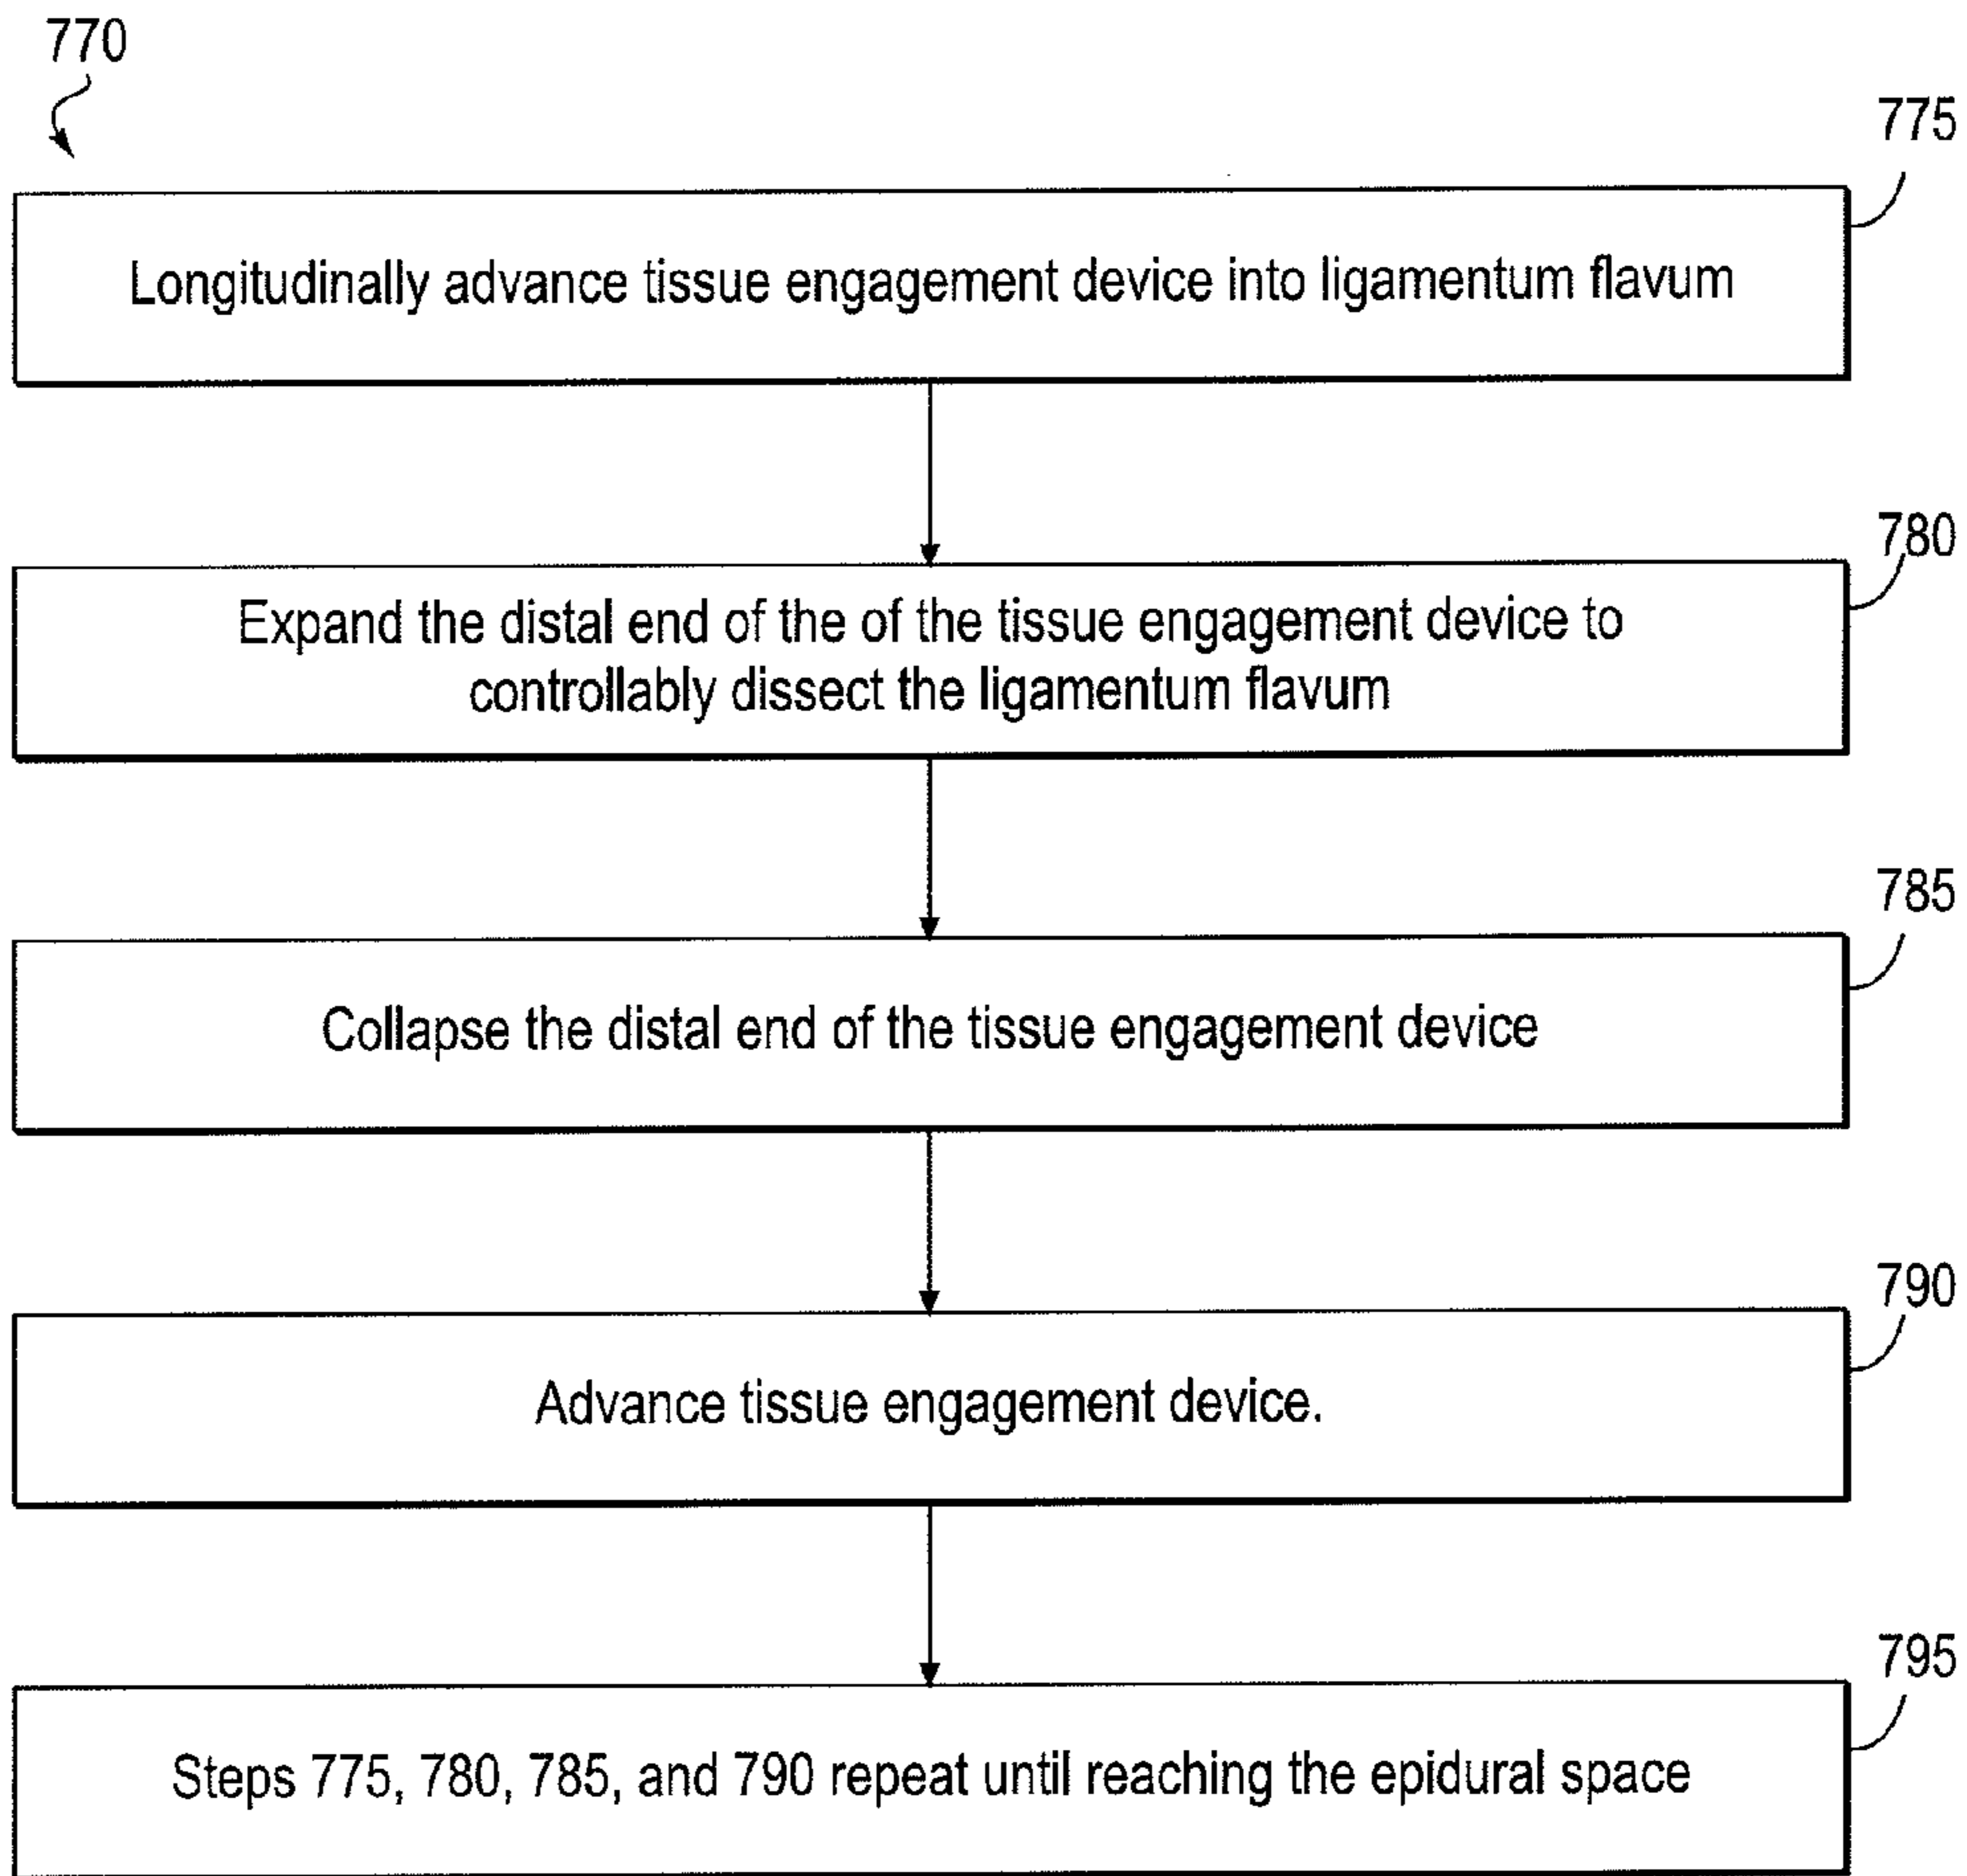 770
775
Longitudinally advance tissue engagement device into ligamentum flavum
780
Expand the distal end of the of the tissue engagement device to
controllably dissect the ligamentum flavum
785
Collapse the distal end of the tissue engagement device
790
Advance tissue engagement device.
795
Steps 775, 780, 785, and 790 repeat until reaching the epidural space